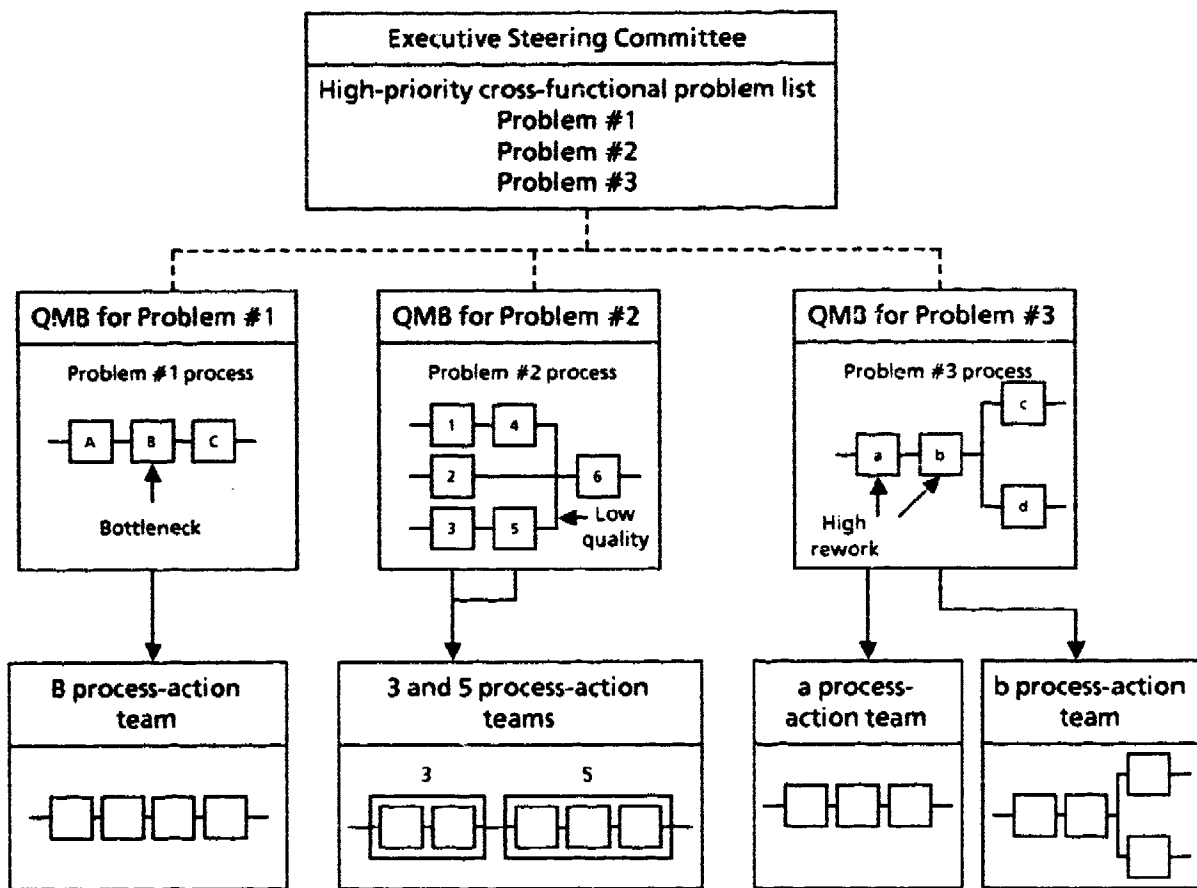 Executive Steering Committee
High-priority cross-functional problem list
Problem #1
Problem #2
Problem #3
QMB for Problem #1
Problem #1 process
A
B
C
Bottleneck
QMB for Problem #2
Problem #2 process
1
4
2
6
3
5
Low
quality
QMB for Problem #3
Problem #3 process
c
a
b
d
High
rework
B process-action
team
3 and 5 process-action
teams
3
5
a process-
action team
b process-action
team